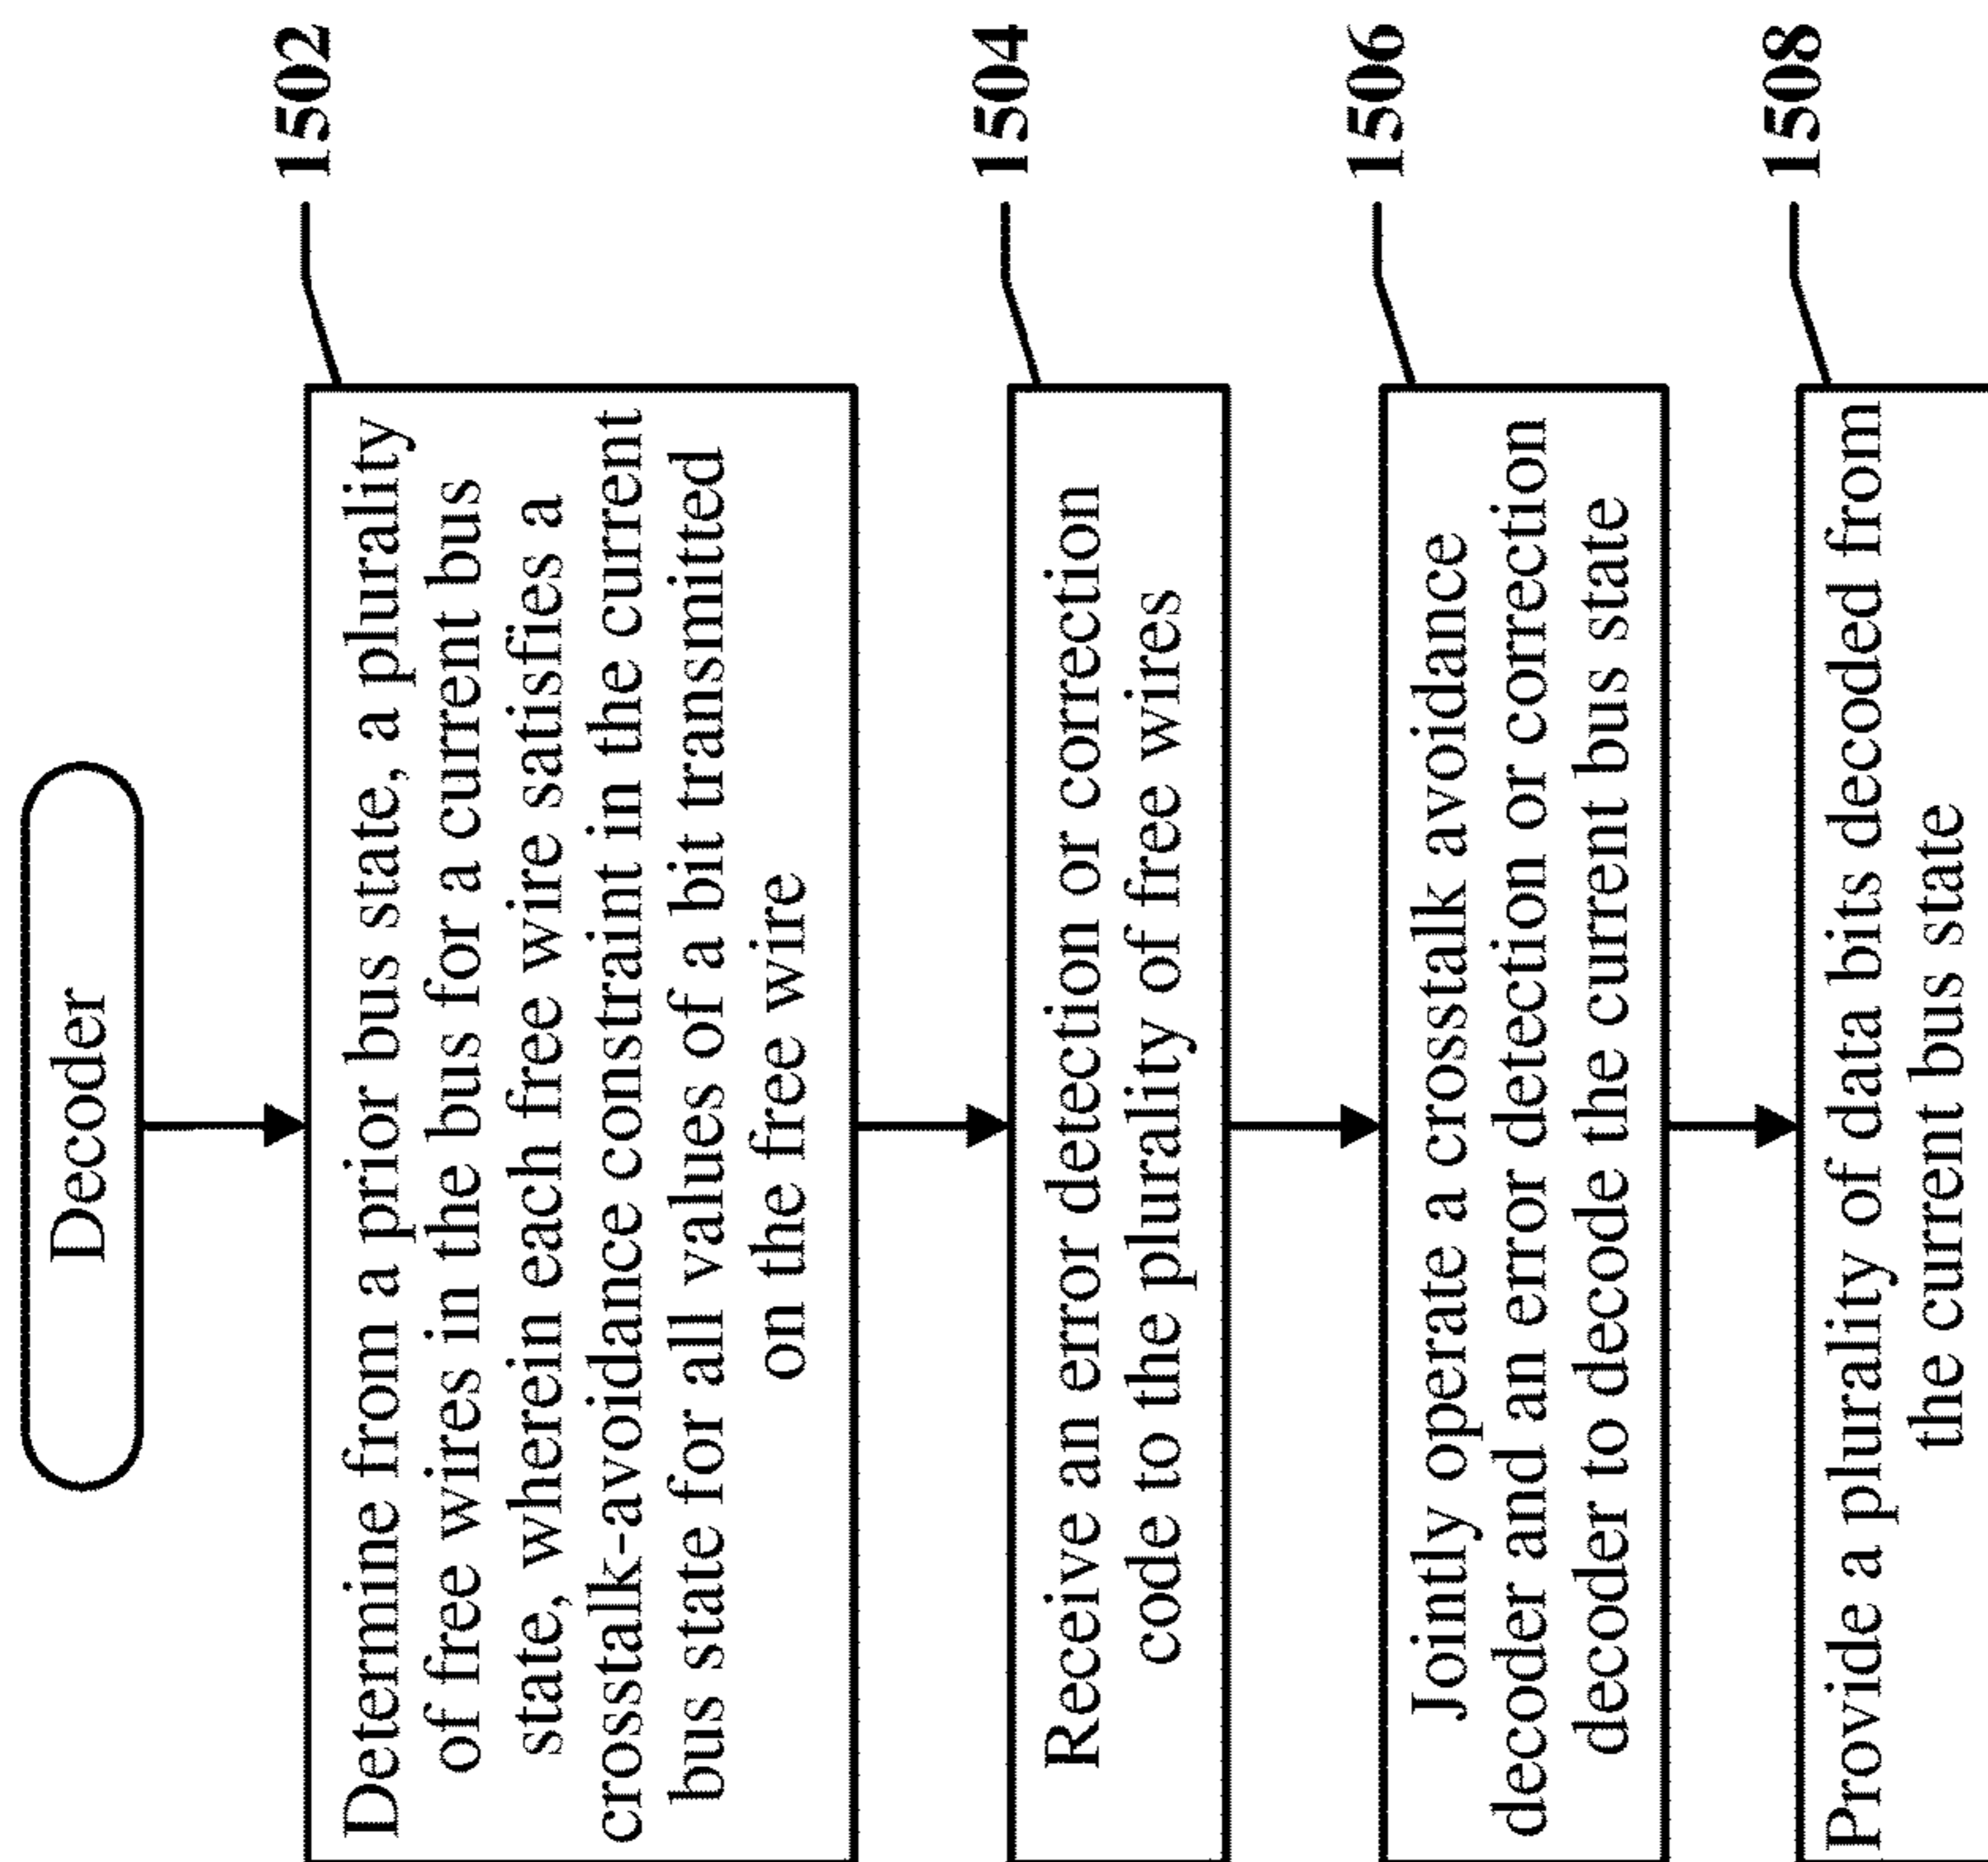 Decoder
1502
Determine from a prior bus state, a plurality
of free wires in the bus for a current bus
state, wherein each free wire satisfies a
crosstalk-avoidance constraint in the current
bus state for all values of a bit transmitted
on the free wire
1504
Receive an error detection or correction
code to the plurality of free wires
1506
Jointly operate a crosstalk avoidance
decoder and an error detection or correction
decoder to decode the current bus state
1508
Provide a plurality of data bits decoded from
the current bus state